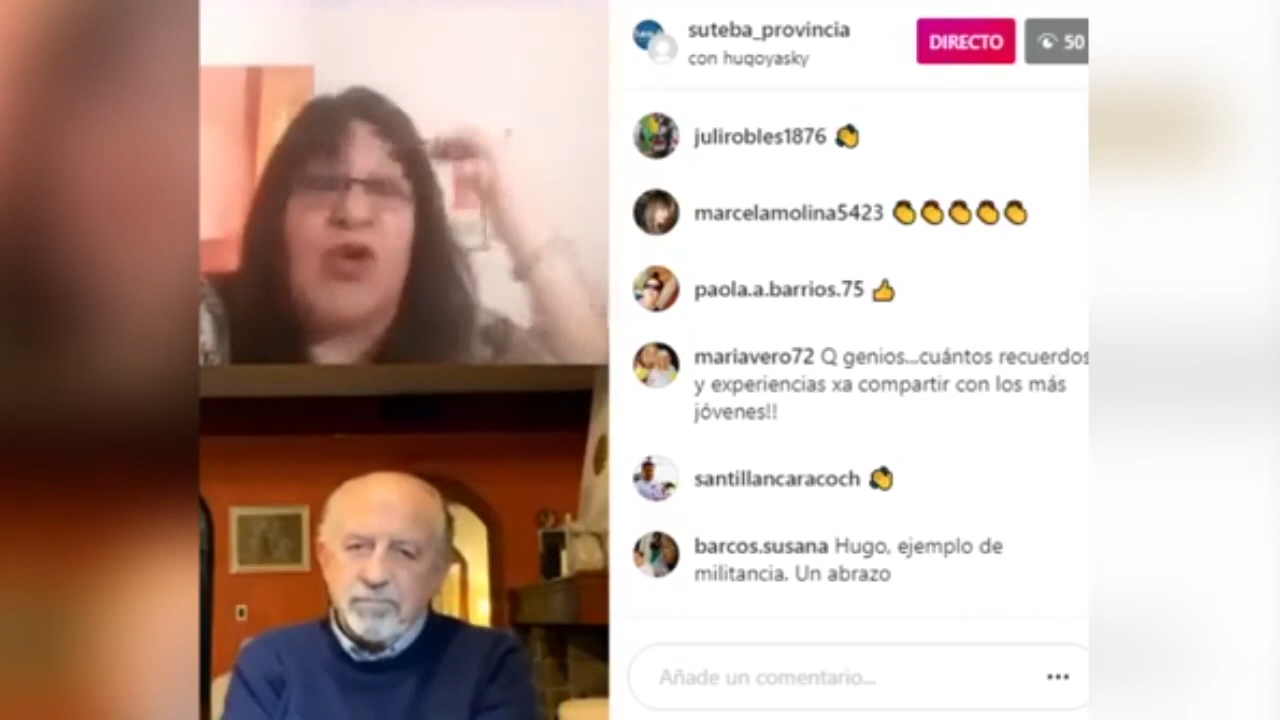 suteba_provincia
con hugoyasky
DIRECTO
50
julirobles1876 👏
marcelamolina5423 👏👏👏👏👏
paola.a.barrios.75 👍
mariavero72 Q genios...cuántos recuerdos
y experiencias xa compartir con los más
jóvenes!!
santillancaracoch 👏
barcos.susana Hugo, ejemplo de
militancia. Un abrazo
Añade un comentario...